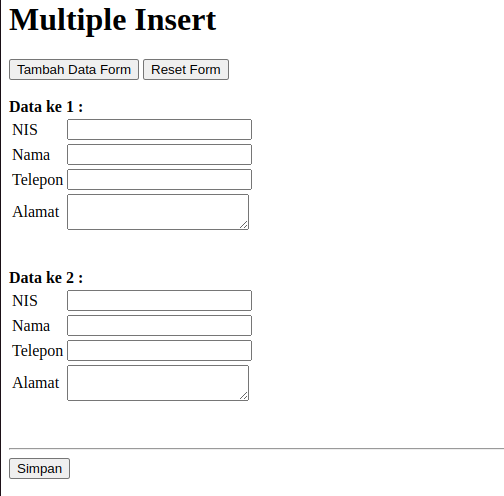 Multiple Insert
Tambah Data Form Reset Form
Data ke 1 :
NIS
Nama
Telepon
Alamat
Data ke 2 :
NIS
Nama
Telepon
Alamat
Simpan